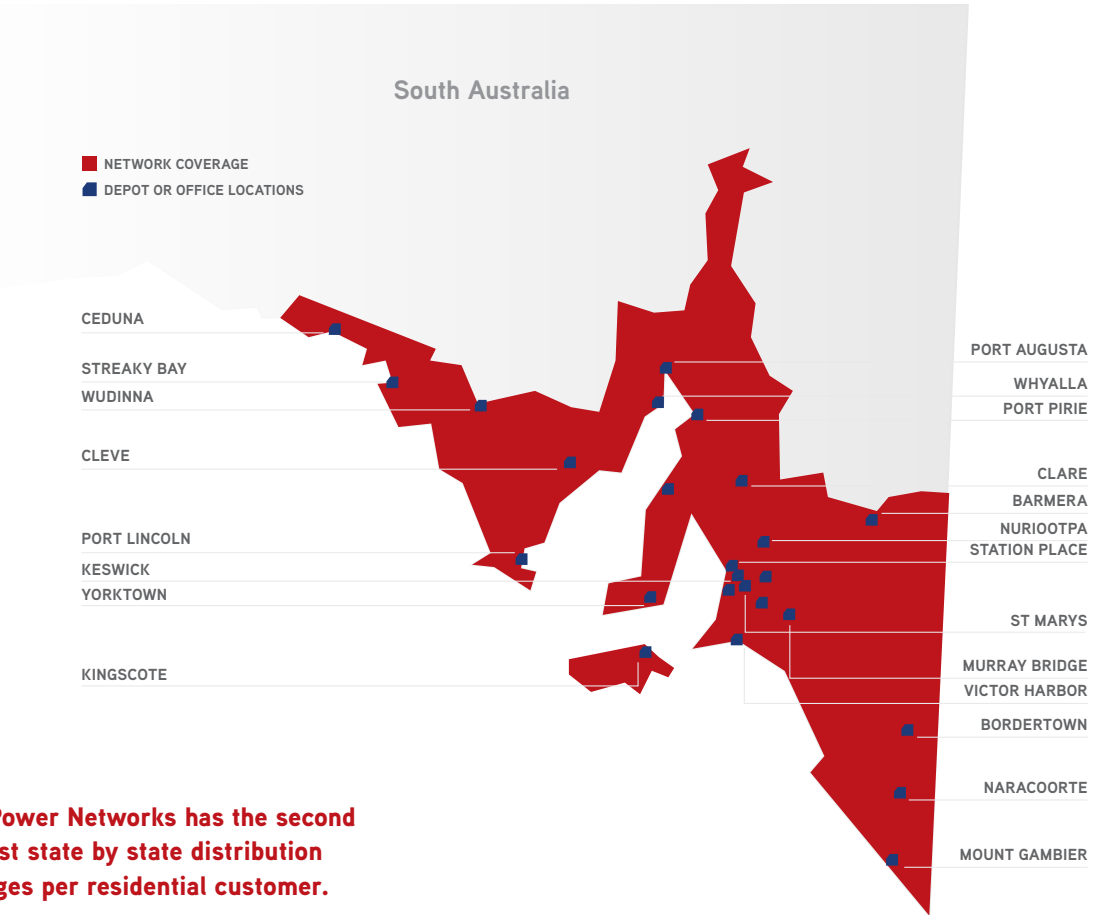 South Australia
NETWORK COVERAGE
DEPOT OR OFFICE LOCATIONS
CEDUNA
STREAKY BAY
WUDINNA
CLEVE
PORT LINCOLN
KESWICK
YORKTOWN
KINGSCOTE
PORT AUGUSTA
WHYALLA
PORT PIRIE
CLARE
BARMERA
NURIOOTPA
STATION PLACE
ST MARYS
MURRAY BRIDGE
VICTOR HARBOR
BORDERTOWN
NARACOORTE
MOUNT GAMBIER
Power Networks has the second
st state by state distribution
ges per residential customer.